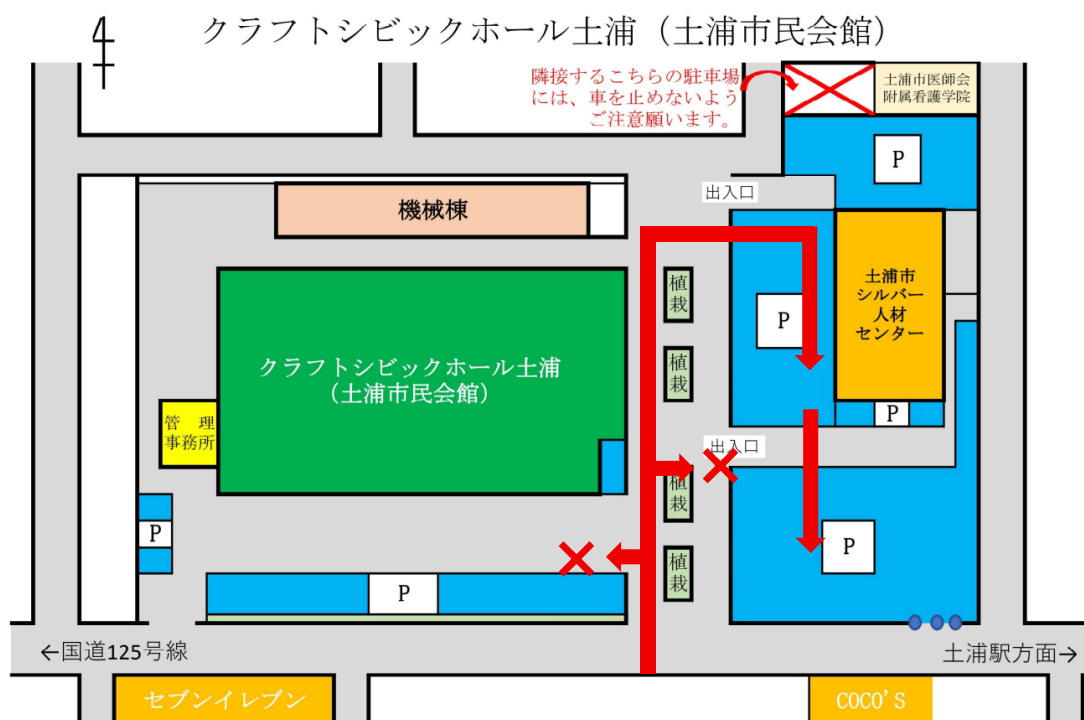 クラフトシビックホール土浦（土浦市民会館）
隣接するこちらの駐車場
には、車を止めないよう
ご注意願います。
土浦市医師会
附属看護学院
P
出入口
機械棟
植
栽
P
土浦市
シルバー
人材
センター
クラフトシビックホール土浦
（土浦市民会館）
植
栽
管　理
事務所
P
出入口
植
栽
P
P
植
栽
P
←国道125号線
土浦駅方面→
セブンイレブン
COCO'S